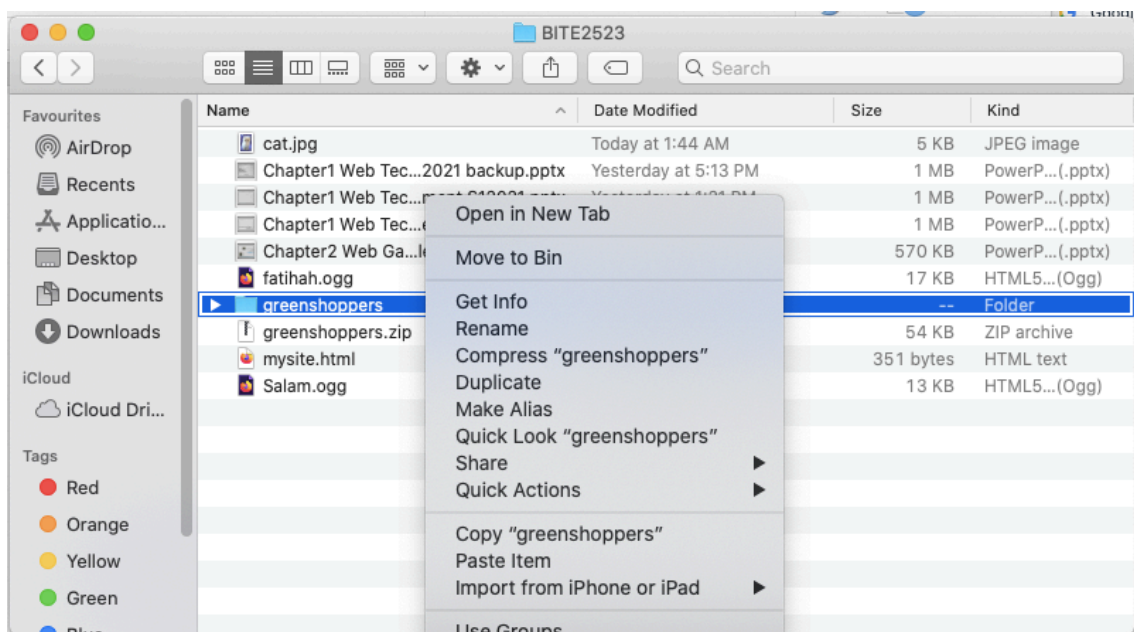 BITE2523
Search
Favourites
AirDrop
Recents
Applicatio...
Desktop
Documents
Downloads
iCloud
iCloud Dri...
Tags
Red
Orange
Yellow
Green
Name Date Modified Size Kind
cat.jpg Today at 1:44 AM 5 KB JPEG image
Chapter1 Web Tec...2021 backup.pptx Yesterday at 5:13 PM 1 MB PowerP...(.pptx)
Chapter1 Web Tec... 1 MB PowerP...(.pptx)
Chapter1 Web Tec... 1 MB PowerP...(.pptx)
Chapter2 Web Ga... 570 KB PowerP...(.pptx)
fatihah.ogg 17 KB HTML5...(Ogg)
greenshoppers -- Folder
greenshoppers.zip 54 KB ZIP archive
mysite.html 351 bytes HTML text
Salam.ogg 13 KB HTML5...(Ogg)
Open in New Tab
Move to Bin
Get Info
Rename
Compress “greenshoppers”
Duplicate
Make Alias
Quick Look “greenshoppers”
Share
Quick Actions
Copy “greenshoppers”
Paste Item
Import from iPhone or iPad
Use Groups